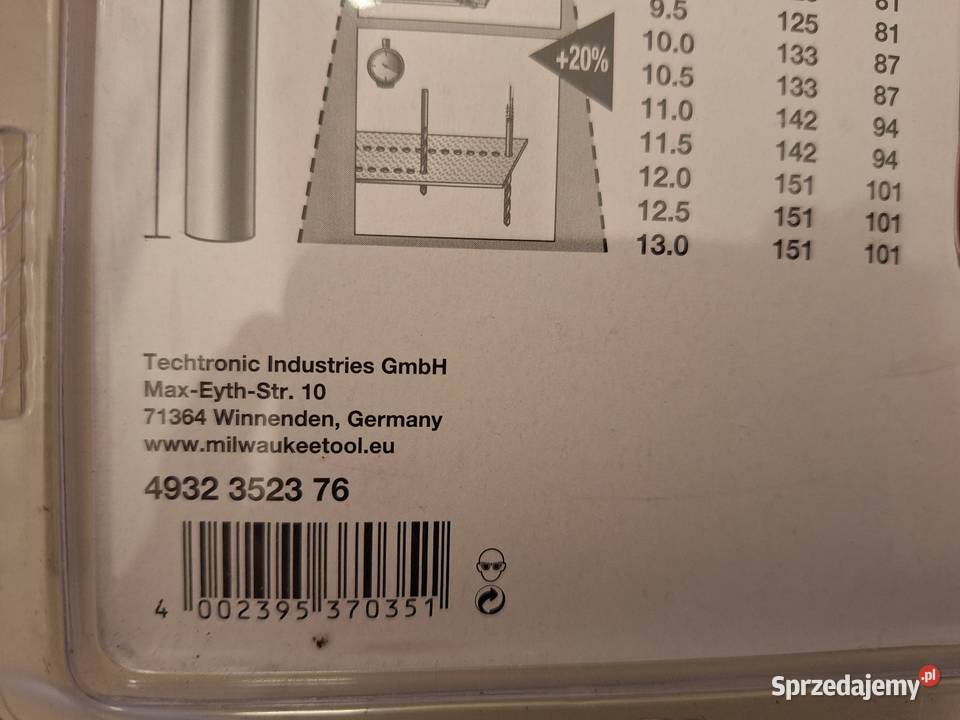 9.5 125 81
+20%
10.0 133 87
10.5 133 87
11.0 142 94
11.5 142 94
12.0 151 101
12.5 151 101
13.0 151 101
Techtronic Industries GmbH
Max-Eyth-Str. 10
71364 Winnenden, Germany
www.milwaukeetool.eu
4932 3523 76
4 002395 370351
Sprzedajemy.pl